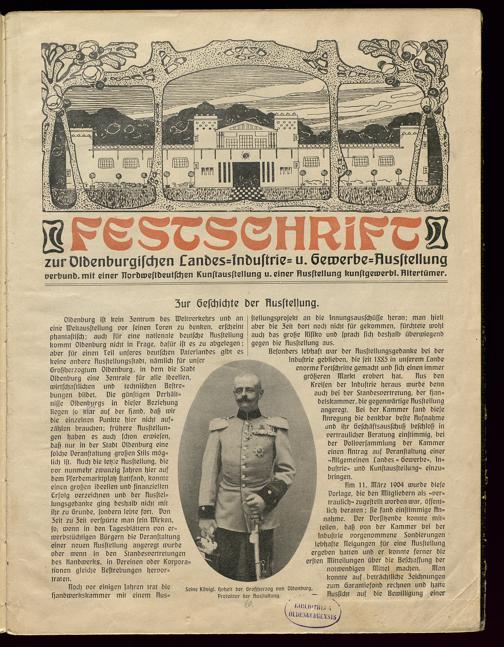 FESTSCHRIFT
zur Oldenburgischen Landes-Industrie- u. Gewerbe-Ausstellung
verbund. mit einer Nordwestdeutschen Kunstausstellung u. einer Ausstellung kunstgewerbl. Altertümer.
Zur Geschichte der Ausstellung.
Oldenburg ist kein Zentrum des Weltverkehrs und an
eine Weltausstellung vor seinen Toren zu denken, erscheint
phantastisch; auch für eine nationale deutsche Ausstellung
kommt Oldenburg nicht in Frage, dafür ist es zu abgelegen;
aber für einen Teil unseres deutschen Vaterlandes gibt es
keine andere Ausstellungsstadt, nämlich für unser
Großherzogtum Oldenburg, in dem die Stadt
Oldenburg eine Zentrale für alle ideellen,
wirtschaftlichen und technischen Bestre-
bungen bildet. Die günstigen Verhält-
nisse Oldenburgs in dieser Beziehung
liegen so klar auf der Hand, daß wir
die einzelnen Punkte hier nicht auf-
zählen brauchen; frühere Ausstellun-
gen haben es auch schon erwiesen,
daß nur in der Stadt Oldenburg eine
solche Veranstaltung großen Stils mög-
lich ist. Auch die letzte Ausstellung, die
vor nunmehr zwanzig Jahren hier auf
dem Pferdemarktplatz stattfand, konnte
einen großen ideellen und finanziellen
Erfolg verzeichnen und der Ausstel-
lungsgedanke ging deshalb nicht mit
ihr zu Grunde, sondern lebte fort. Von
Zeit zu Zeit verspürte man sein Wirken,
so, wenn in den Tagesblättern von er-
werbstüchtigen Bürgern die Veranstaltung
einer neuen Ausstellung angeregt wurde
oder wenn in den Standesvertretungen
des Handwerks, in Vereinen oder Korpora-
tionen gleiche Bestrebungen hervor-
traten.
Noch vor einigen Jahren trat die
Handwerkskammer mit einem Aus-
stellungsprojekt an die Innungsausschüsse heran; man hielt
aber die Zeit dort noch nicht für gekommen, fürchtete wohl
auch das große Risiko und sprach sich deshalb überwiegend
gegen die Ausstellung aus.
Besonders lebhaft war der Ausstellungsgedanke bei der
Industrie geblieben, die seit 1885 in unserem Lande
enorme Fortschritte gemacht und sich einen immer
größeren Markt erobert hat. Aus den
Kreisen der Industrie heraus wurde denn
auch bei der Standesvertretung, der Han-
delskammer, die gegenwärtige Ausstellung
angeregt. Bei der Kammer fand diese
Anregung die denkbar beste Aufnahme
und ihr Geschäftsausschuß beschloß in
vertraulicher Beratung einstimmig, bei
der Vollversammlung der Kammer
einen Antrag auf Veranstaltung einer
„Allgemeinen Landes-Gewerbe-, In-
dustrie- und Kunstausstellung“ einzu-
bringen.
Am 11. März 1904 wurde diese
Vorlage, die den Mitgliedern als „ver-
traulich“ zugestellt worden war, öffent-
lich beraten; sie fand einstimmige An-
nahme. Der Vorsitzende konnte mit-
teilen, daß von der Kammer bei der
Industrie vorgenommene Sondierungen
lebhafte Neigungen für eine Ausstellung
ergeben hatten und er konnte ferner die
ersten Mitteilungen über die Beschaffung der
notwendigen Mittel machen. Man
konnte auf beträchtliche Zeichnungen
zum Garantiefond rechnen und hatte
Aussicht auf die Bewilligung einer
Seine Königl. Hoheit der Großherzog von Oldenburg,
Protektor der Ausstellung.
BIBLIOTHECA
OLDENBURGENSIS